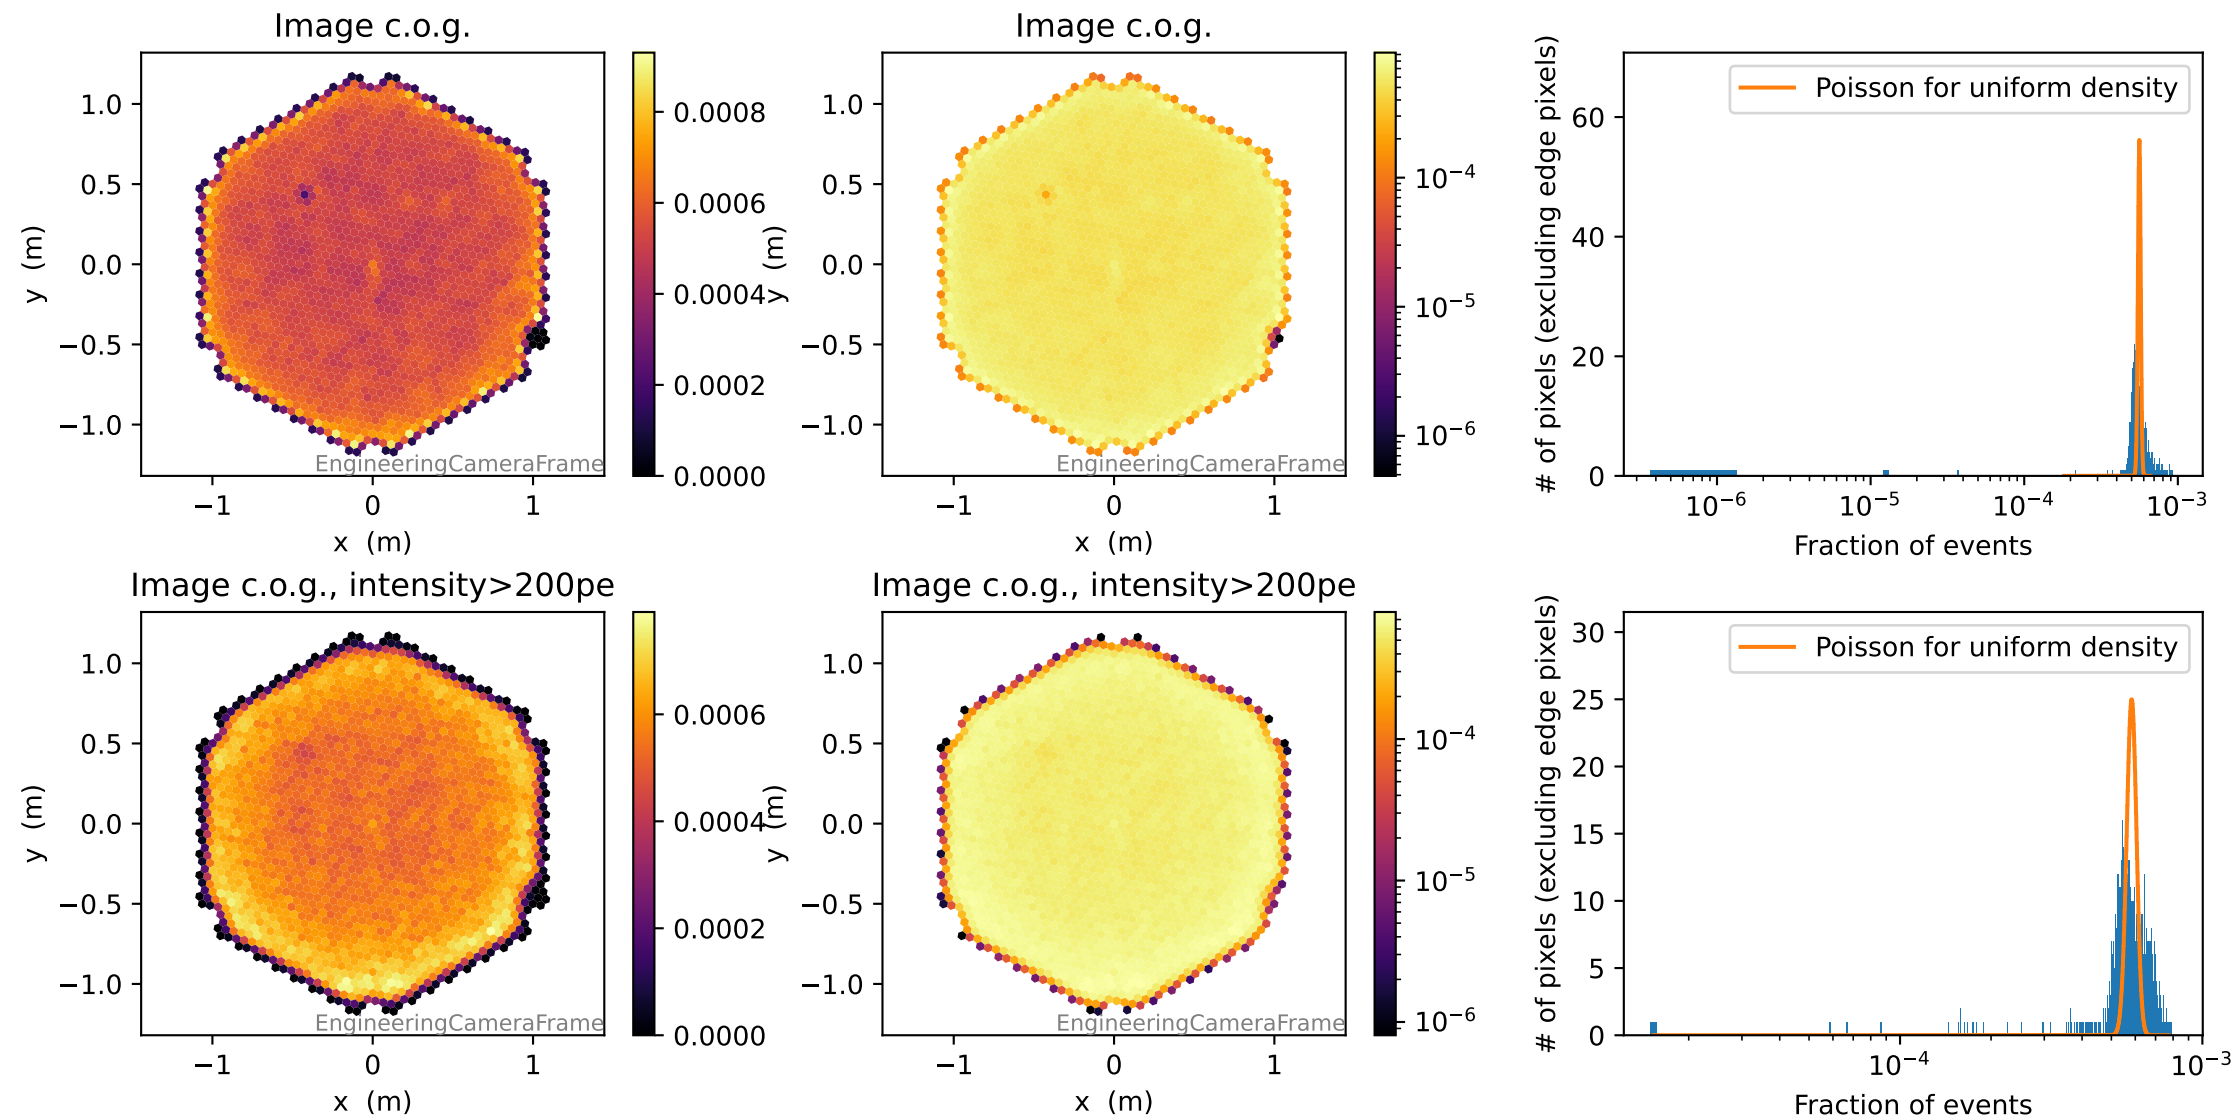 Image c.o.g.
y (m)
1.0
0.5
0.0
−0.5
−1.0
−1
0
1
x (m)
EngineeringCameraFrame
0.0008
0.0006
0.0004
0.0002
0.0000
Image c.o.g.
y (m)
1.0
0.5
0.0
−0.5
−1.0
−1
0
1
x (m)
EngineeringCameraFrame
10⁻⁴
10⁻⁵
10⁻⁶
# of pixels (excluding edge pixels)
60
40
20
0
Poisson for uniform density
10⁻⁶
10⁻⁵
10⁻⁴
10⁻³
Fraction of events
Image c.o.g., intensity>200pe
y (m)
1.0
0.5
0.0
−0.5
−1.0
−1
0
1
x (m)
EngineeringCameraFrame
0.0006
0.0004
0.0002
0.0000
Image c.o.g., intensity>200pe
y (m)
1.0
0.5
0.0
−0.5
−1.0
−1
0
1
x (m)
EngineeringCameraFrame
10⁻⁴
10⁻⁵
10⁻⁶
# of pixels (excluding edge pixels)
30
25
20
15
10
5
0
Poisson for uniform density
10⁻⁴
10⁻³
Fraction of events